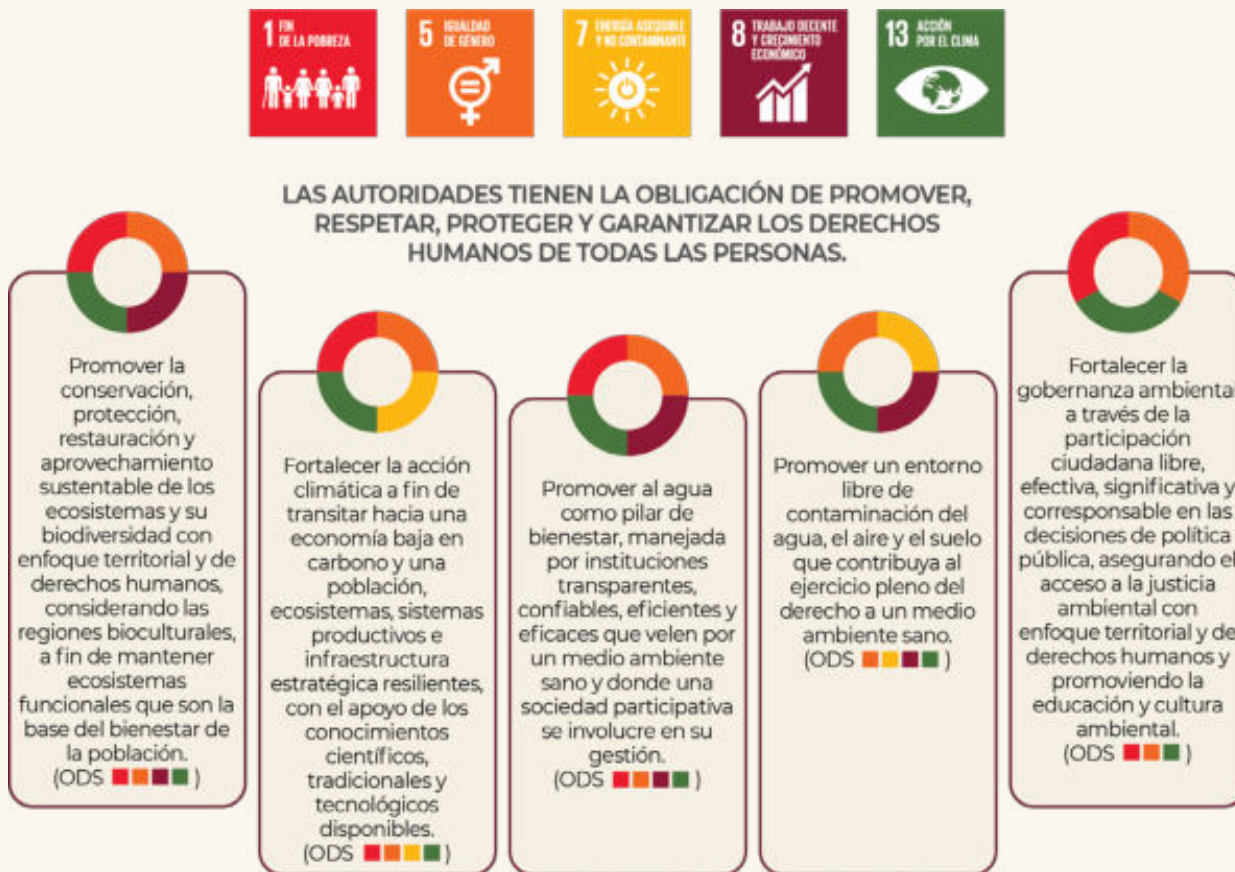 1 FIN
DE LA POBREZA
5 IGUALDAD
DE GÉNERO
7 ENERGÍA ASEQUIBLE
Y NO CONTAMINANTE
8 TRABAJO DECENTE
Y CRECIMIENTO
ECONÓMICO
13 ACCIÓN
POR EL CLIMA
LAS AUTORIDADES TIENEN LA OBLIGACIÓN DE PROMOVER,
RESPETAR, PROTEGER Y GARANTIZAR LOS DERECHOS
HUMANOS DE TODAS LAS PERSONAS.
Promover la
conservación,
protección,
restauración y
aprovechamiento
sustentable de los
ecosistemas y su
biodiversidad con
enfoque territorial y de
derechos humanos,
considerando las
regiones bioculturales,
a fin de mantener
ecosistemas
funcionales que son la
base del bienestar de
la población.
(ODS )
Fortalecer la acción
climática a fin de
transitar hacia una
economía baja en
carbono y una
población,
ecosistemas, sistemas
productivos e
infraestructura
estratégica resilientes,
con el apoyo de los
conocimientos
científicos,
tradicionales y
tecnológicos
disponibles.
(ODS )
Promover al agua
como pilar de
bienestar, manejada
por instituciones
transparentes,
confiables, eficientes y
eficaces que velen por
un medio ambiente
sano y donde una
sociedad participativa
se involucre en su
gestión.
(ODS )
Promover un entorno
libre de
contaminación del
agua, el aire y el suelo
que contribuya al
ejercicio pleno del
derecho a un medio
ambiente sano.
(ODS )
Fortalecer la
gobernanza ambiental
a través de la
participación
ciudadana libre,
efectiva, significativa y
corresponsable en las
decisiones de política
pública, asegurando el
acceso a la justicia
ambiental con
enfoque territorial y de
derechos humanos y
promoviendo la
educación y cultura
ambiental.
(ODS )